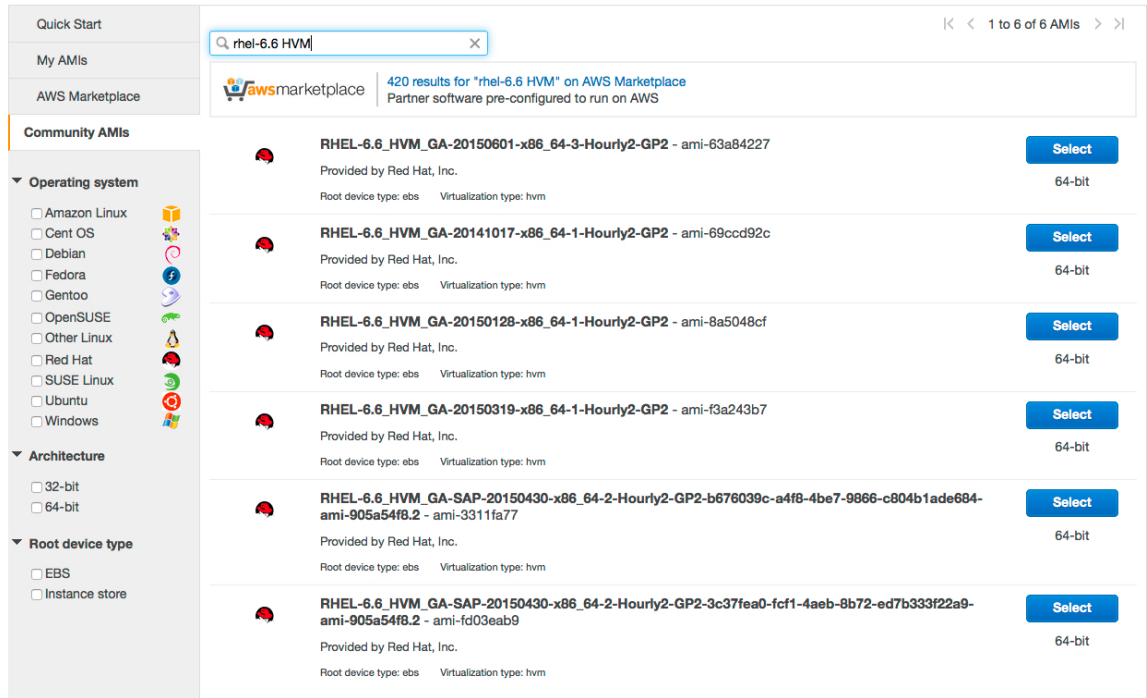 Quick Start
My AMIs
AWS Marketplace
Community AMIs
Operating system
Amazon Linux
Cent OS
Debian
Fedora
Gentoo
OpenSUSE
Other Linux
Red Hat
SUSE Linux
Ubuntu
Windows
Architecture
32-bit
64-bit
Root device type
EBS
Instance store
1 to 6 of 6 AMIs
rhel-6.6 HVM
awsmarketplace
420 results for "rhel-6.6 HVM" on AWS Marketplace
Partner software pre-configured to run on AWS
RHEL-6.6_HVM_GA-20150601-x86_64-3-Hourly2-GP2 - ami-63a84227
Provided by Red Hat, Inc.
Root device type: ebs Virtualization type: hvm
Select
64-bit
RHEL-6.6_HVM_GA-20141017-x86_64-1-Hourly2-GP2 - ami-69ccd92c
Provided by Red Hat, Inc.
Root device type: ebs Virtualization type: hvm
Select
64-bit
RHEL-6.6_HVM_GA-20150128-x86_64-1-Hourly2-GP2 - ami-8a5048cf
Provided by Red Hat, Inc.
Root device type: ebs Virtualization type: hvm
Select
64-bit
RHEL-6.6_HVM_GA-20150319-x86_64-1-Hourly2-GP2 - ami-f3a243b7
Provided by Red Hat, Inc.
Root device type: ebs Virtualization type: hvm
Select
64-bit
RHEL-6.6_HVM_GA-SAP-20150430-x86_64-2-Hourly2-GP2-b676039c-a4f8-4be7-9866-c804b1ade684-
ami-905a54f8.2 - ami-3311fa77
Provided by Red Hat, Inc.
Root device type: ebs Virtualization type: hvm
Select
64-bit
RHEL-6.6_HVM_GA-SAP-20150430-x86_64-2-Hourly2-GP2-3c37fea0-fcf1-4aeb-8b72-ed7b333f22a9-
ami-905a54f8.2 - ami-fd03eab9
Provided by Red Hat, Inc.
Root device type: ebs Virtualization type: hvm
Select
64-bit